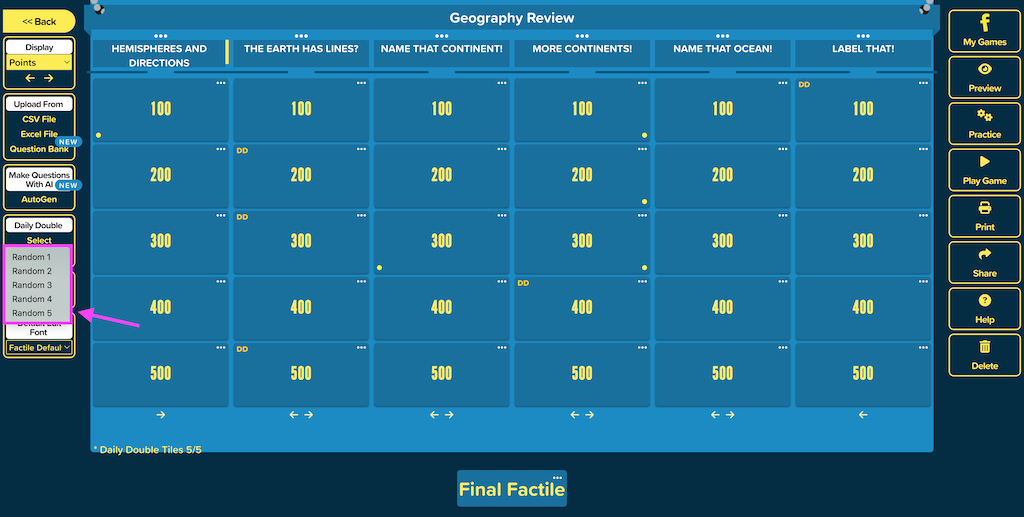 << Back
Display
Points
Upload From
CSV File
Excel File
NEW
Question Bank
Make Questions
With AI
NEW
AutoGen
Daily Double
Select
Random 1
Random 2
Random 3
Random 4
Random 5
Font
Factile Defaul
Geography Review
HEMISPHERES AND DIRECTIONS
THE EARTH HAS LINES?
NAME THAT CONTINENT!
MORE CONTINENTS!
NAME THAT OCEAN!
LABEL THAT!
DD
100 100 100 100 100 100
DD
200 200 200 200 200 200
DD
300 300 300 300 300 300
DD
400 400 400 400 400 400
DD
500 500 500 500 500 500
* Daily Double Tiles 5/5
Final Factile
My Games
Preview
Practice
Play Game
Print
Share
Help
Delete